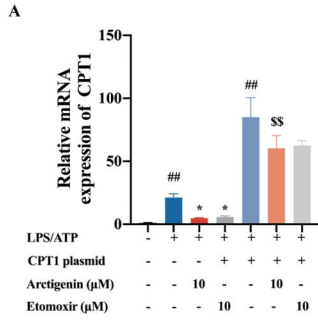 A
Relative mRNA
expression of CPT1
150
100
50
0
##
*
*
##
$$
LPS/ATP - + + + + + +
CPT1 plasmid - - - + + + +
Arctigenin (μM) - - 10 - - 10 -
Etomoxir (μM) - - - 10 - - 10